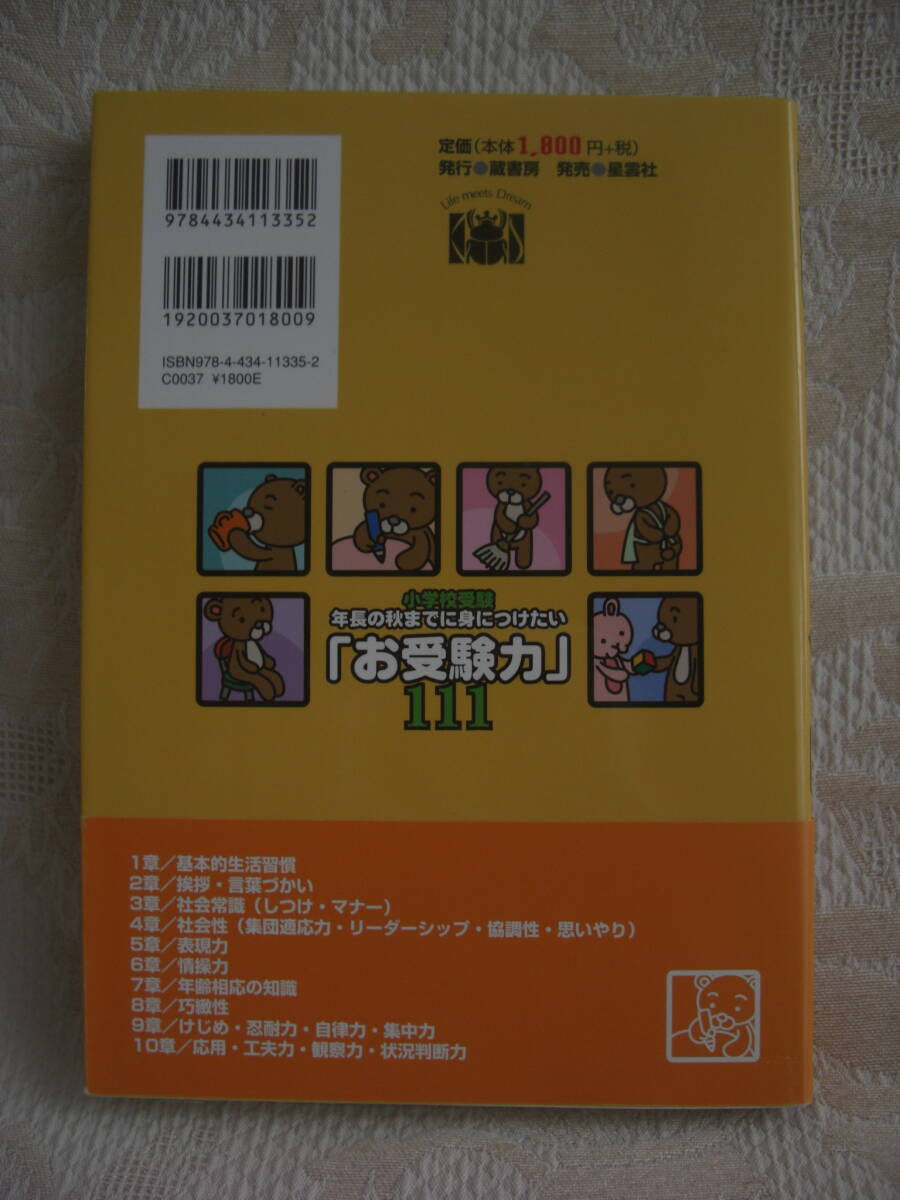 9784434113352
1920037018009
ISBN978-4-434-11335-2
C0037 ¥1800E
定価(本体1,800円+税)
発行●蔵書房 発売●星雲社
Life meets Dream
小学校受験
年長の秋までに身につけたい
「お受験力」
111
1章／基本的生活習慣
2章／挨拶・言葉づかい
3章／社会常識（しつけ・マナー）
4章／社会性（集団適応力・リーダーシップ・協調性・思いやり）
5章／表現力
6章／情操力
7章／年齢相応の知識
8章／巧緻性
9章／けじめ・忍耐力・自律力・集中力
10章／応用・工夫力・観察力・状況判断力